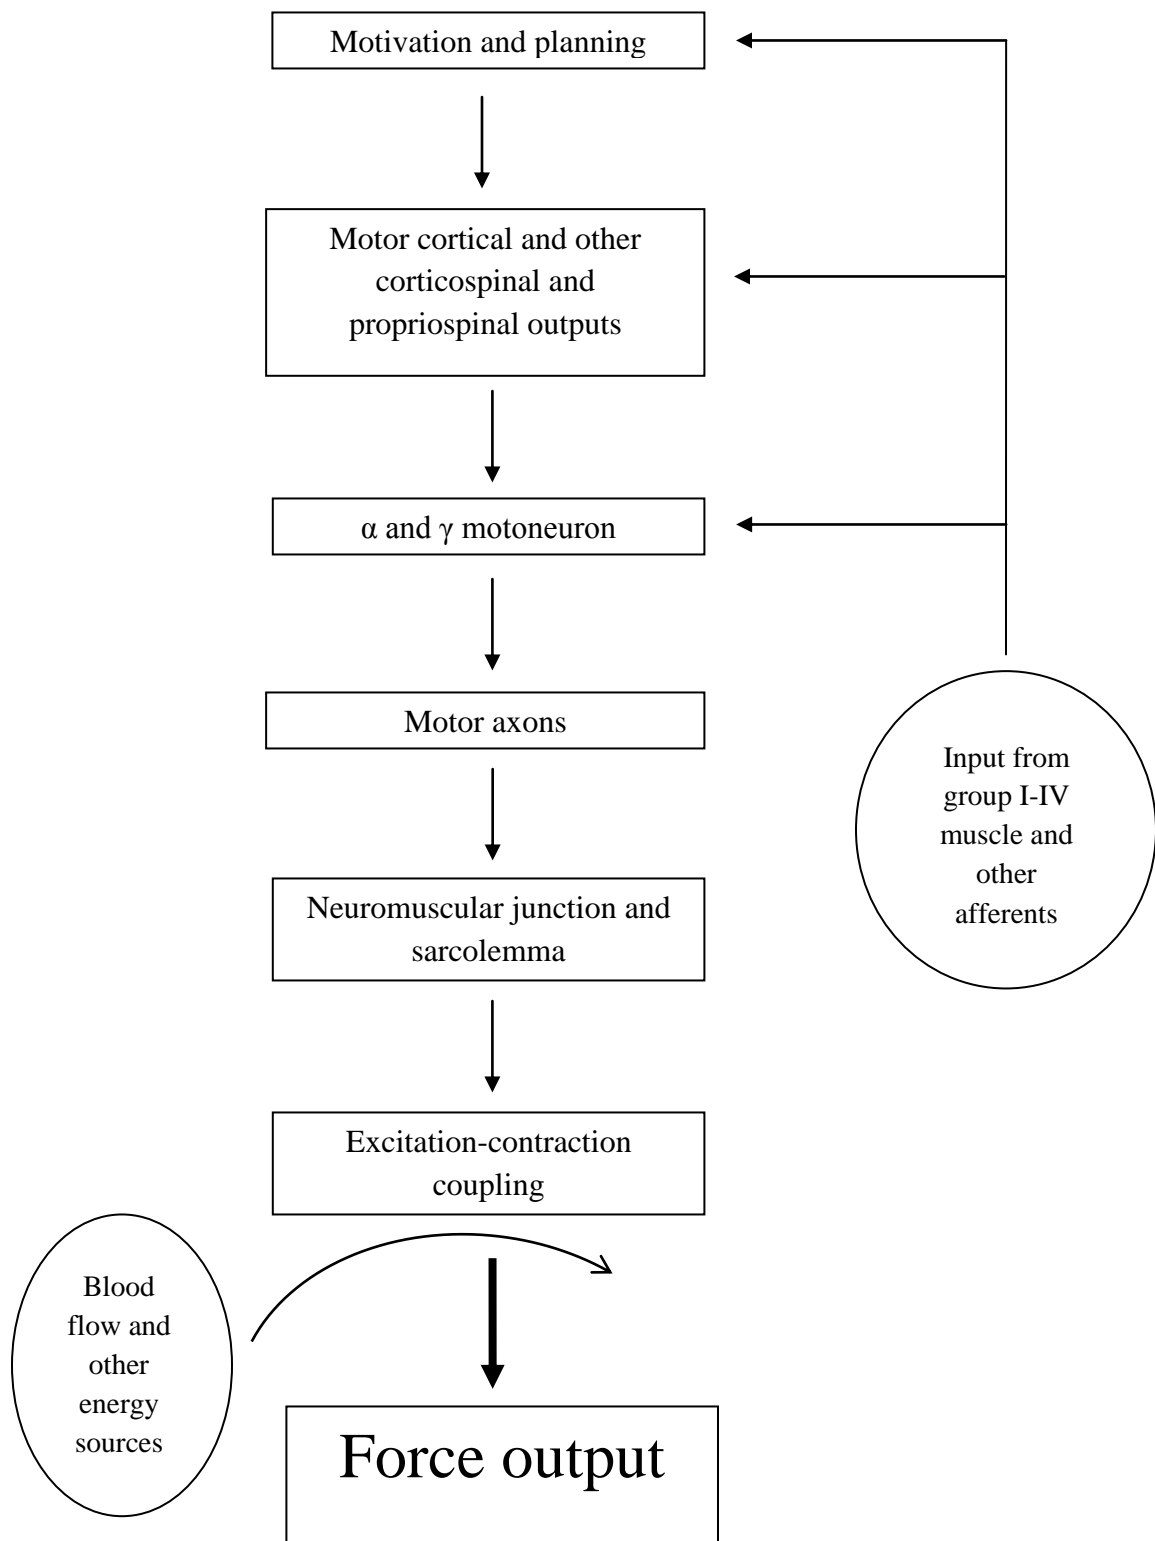 Motivation and planning
Motor cortical and other
corticospinal and
propriospinal outputs
α and γ motoneuron
Motor axons
Input from
group I-IV
muscle and
other
afferents
Neuromuscular junction and
sarcolemma
Excitation-contraction
coupling
Blood
flow and
other
energy
sources
Force output